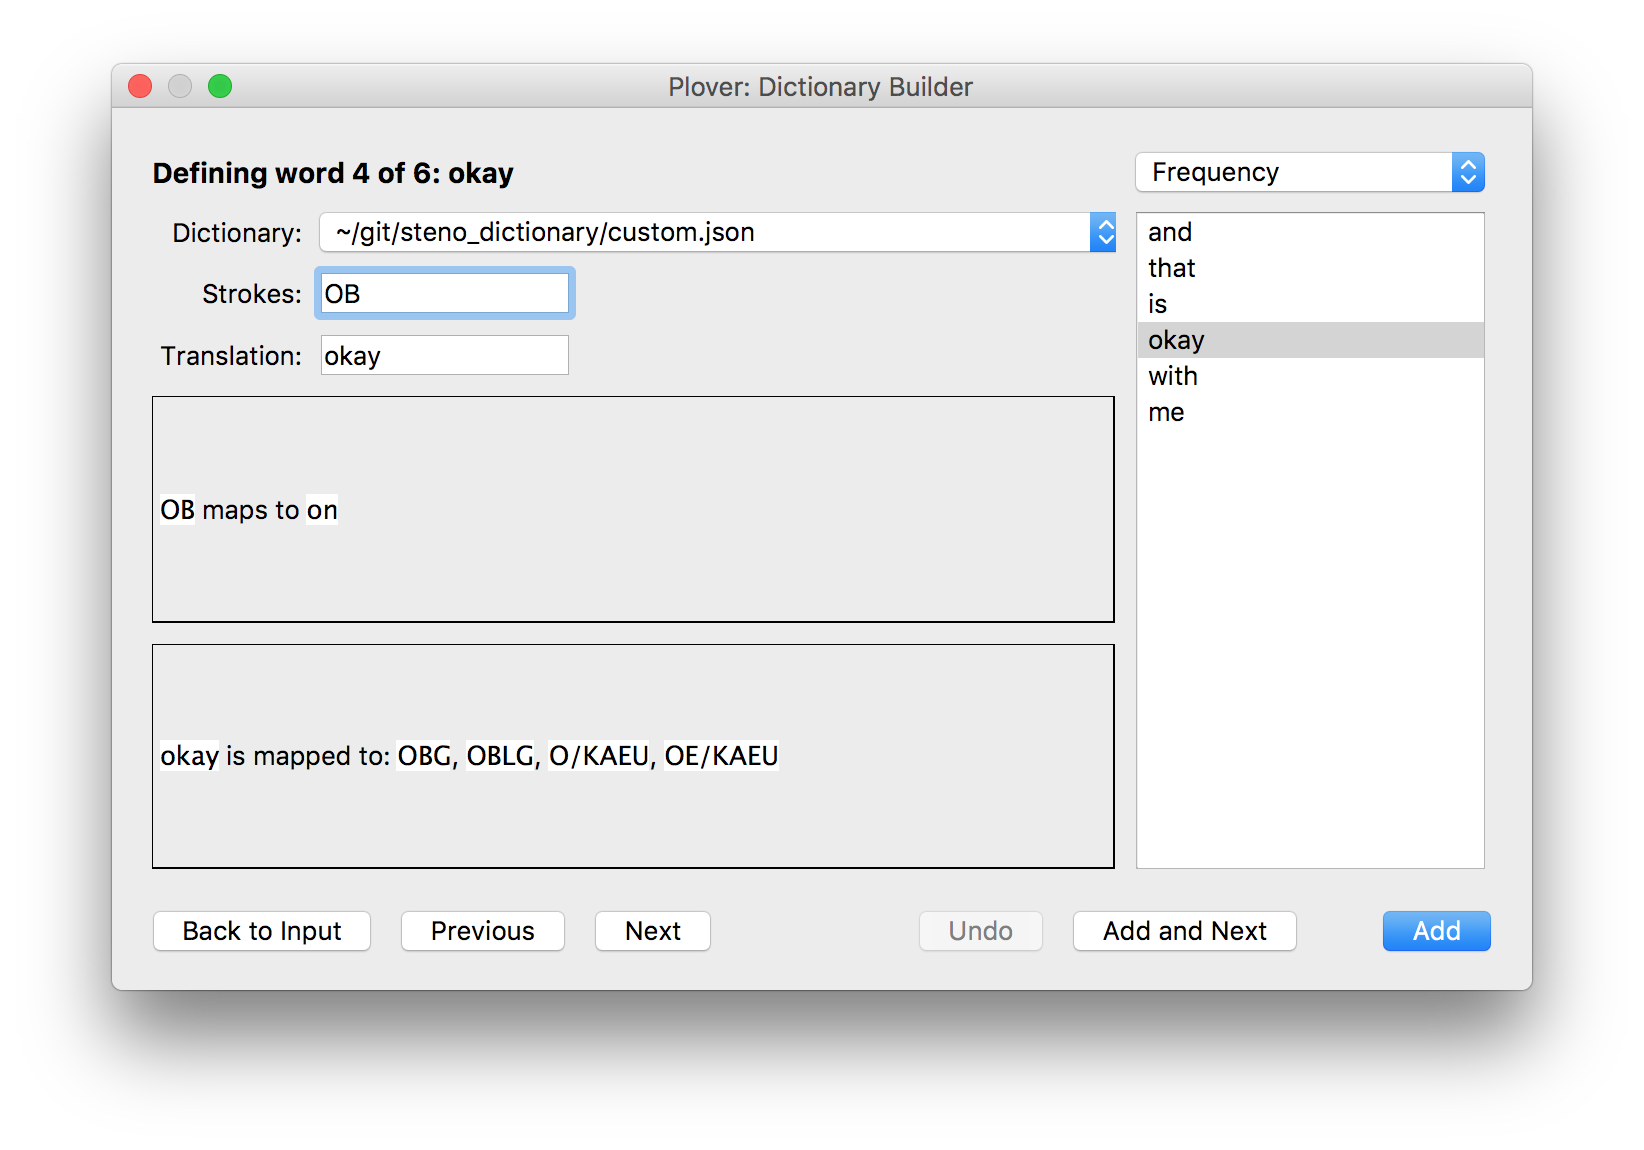 Plover: Dictionary Builder
Defining word 4 of 6: okay
Frequency
Dictionary: ~/git/steno_dictionary/custom.json
Strokes: OB
Translation: okay
OB maps to on
okay is mapped to: OBG, OBLG, O/KAEU, OE/KAEU
and
that
is
okay
with
me
Back to Input Previous Next Undo Add and Next Add